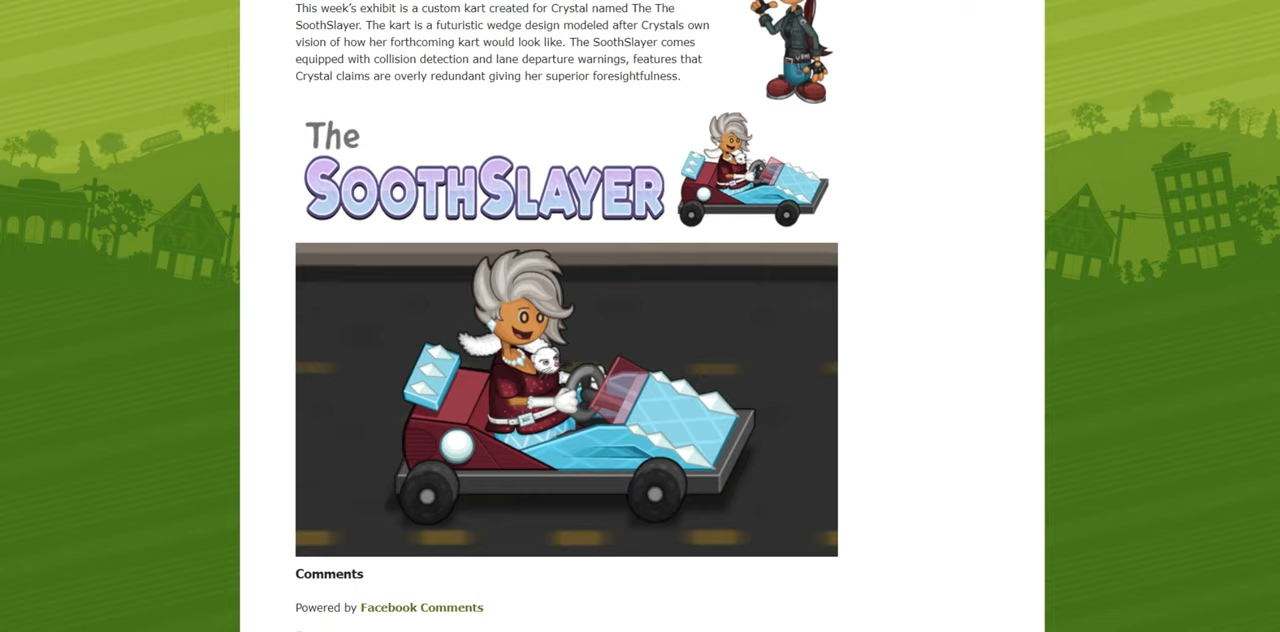 This week’s exhibit is a custom kart created for Crystal named The The
SoothSlayer. The kart is a futuristic wedge design modeled after Crystals own
vision of how her forthcoming kart would look like. The SoothSlayer comes
equipped with collision detection and lane departure warnings, features that
Crystal claims are overly redundant giving her superior foresightfulness.
The
SOOTHSLAYER
Comments
Powered by Facebook Comments